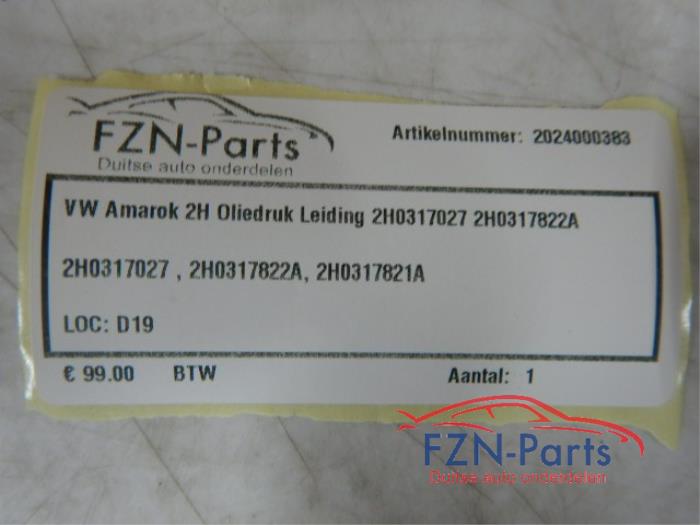 FZN-Parts
Duitse auto onderdelen
Artikelnummer: 2024000383
VW Amarok 2H Oliedruk Leiding 2H0317027 2H0317822A
2H0317027 , 2H0317822A, 2H0317821A
LOC: D19
€ 99.00 BTW Aantal: 1
FZN-Parts
Duitse auto onderdelen